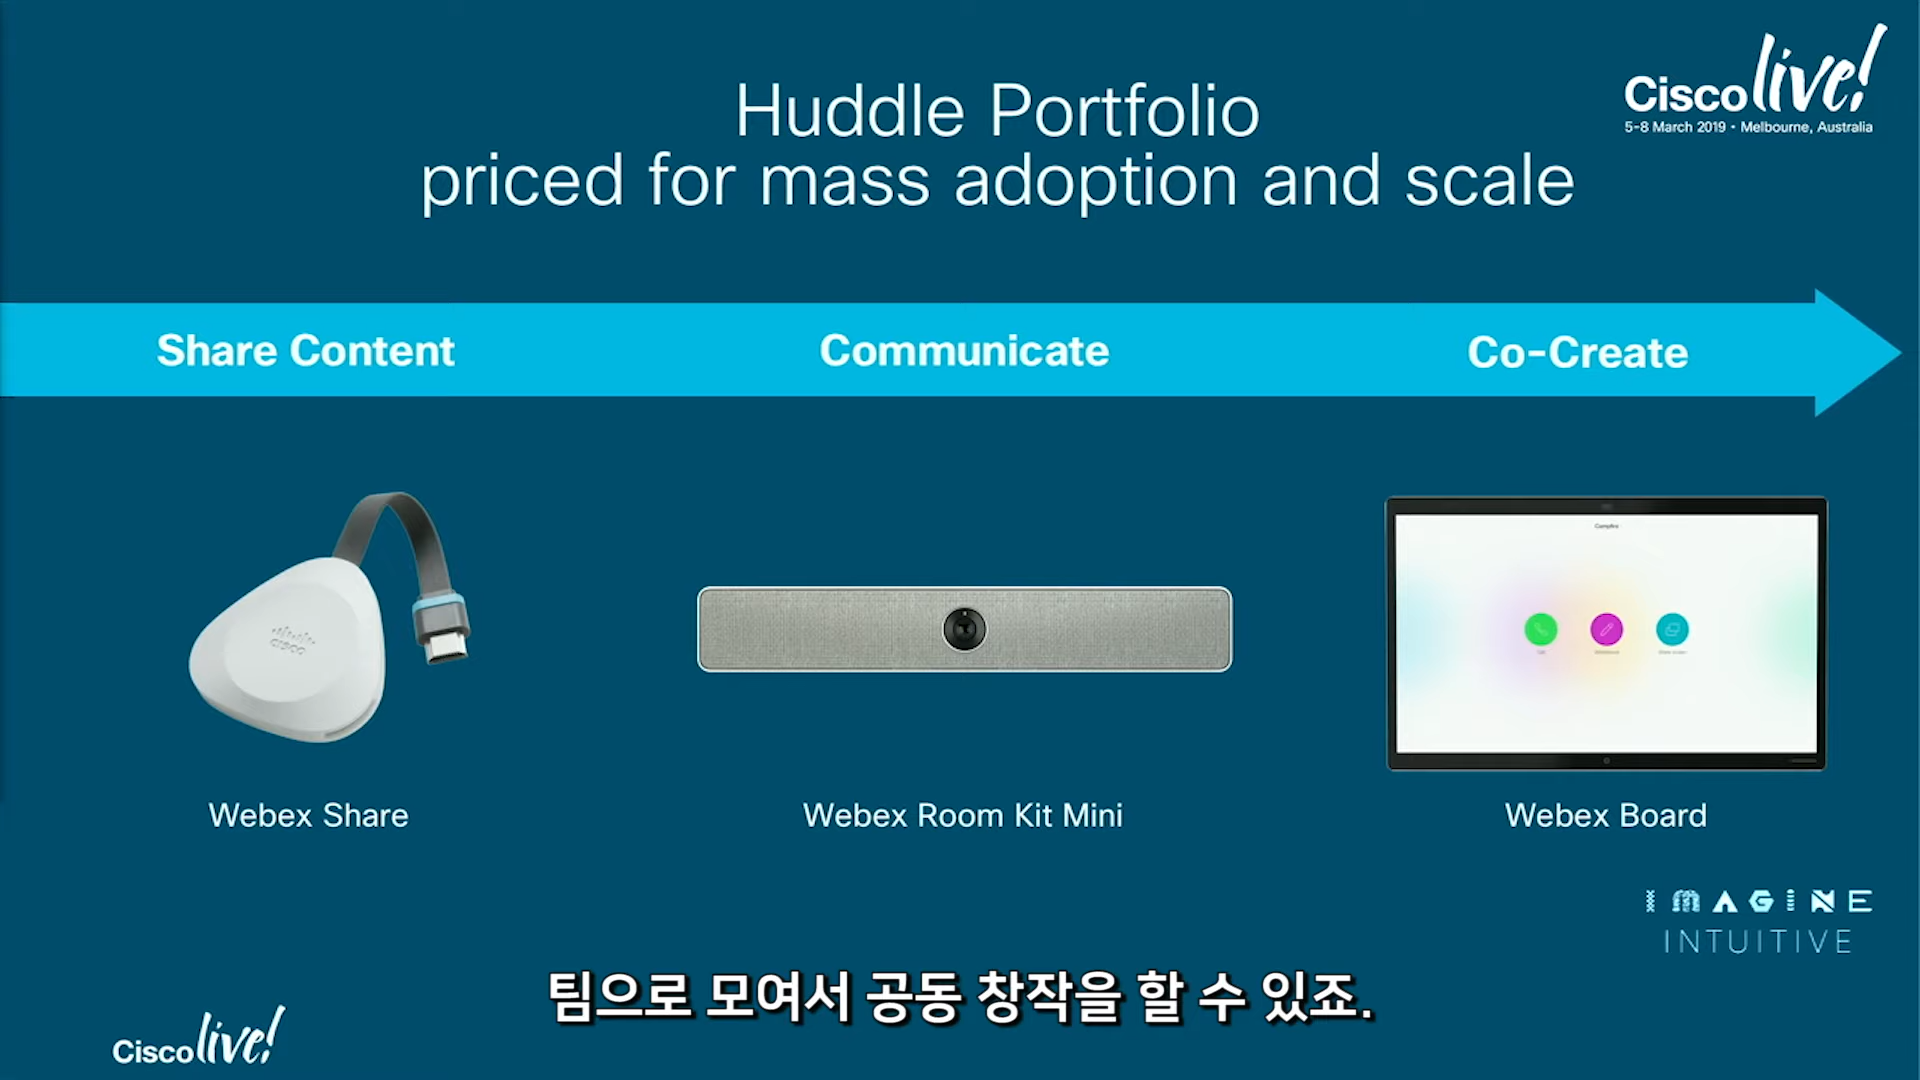 Cisco live!
5-8 March 2019 • Melbourne, Australia
Huddle Portfolio
priced for mass adoption and scale
Share Content
Communicate
Co-Create
cisco
Webex Share
Webex Room Kit Mini
Webex Board
IMAGINE
INTUITIVE
팀으로 모여서 공동 창작을 할 수 있죠.
Cisco live!